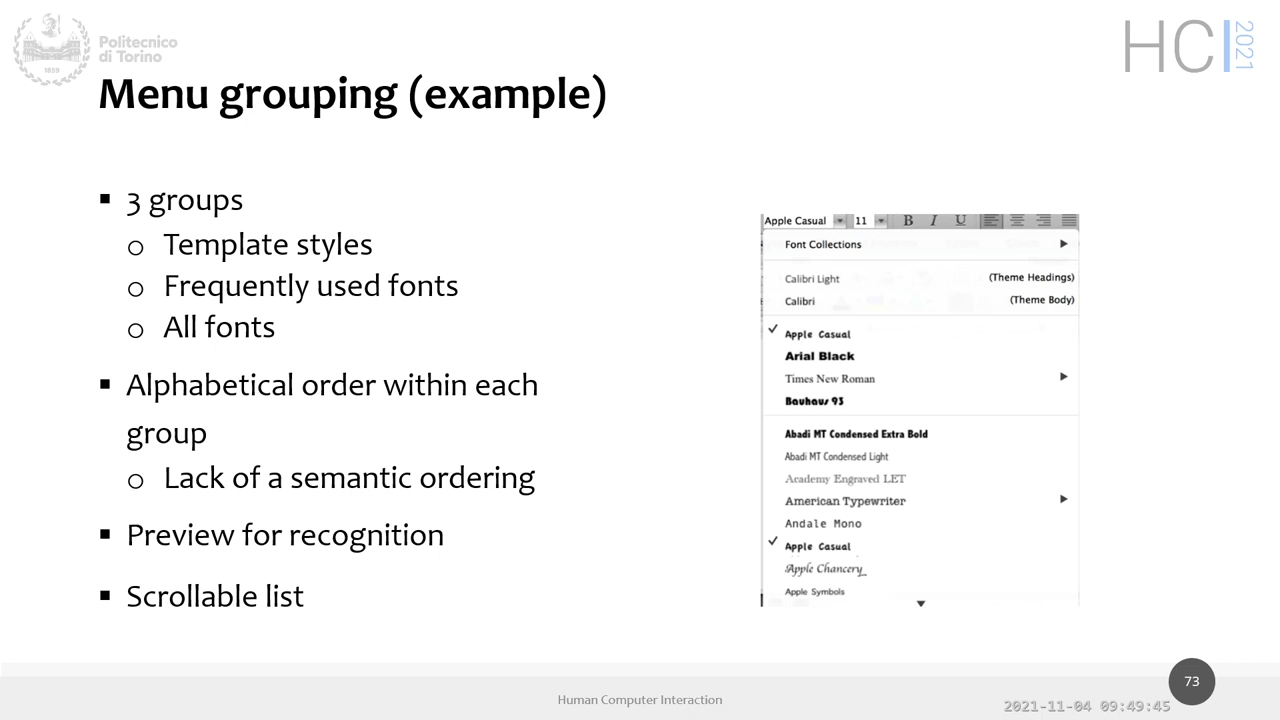 Politecnico
di Torino
1859
HCI
2021
Menu grouping (example)
▪ 3 groups
o Template styles
o Frequently used fonts
o All fonts
▪ Alphabetical order within each
group
o Lack of a semantic ordering
▪ Preview for recognition
▪ Scrollable list
Apple Casual 11 B I U
Font Collections
Calibri Light (Theme Headings)
Calibri (Theme Body)
Apple Casual
Arial Black
Times New Roman
Bauhaus 93
Abadi MT Condensed Extra Bold
Abadi MT Condensed Light
Academy Engraved LET
American Typewriter
Andale Mono
Apple Casual
Apple Chancery
Apple Symbols
73
Human Computer Interaction
2021-11-04 09:49:45